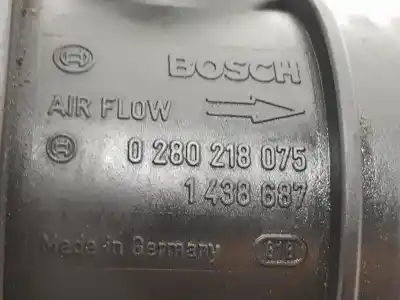 BOSCH
AIR FLOW
0 280 218 075
1 438 687
Made in Germany